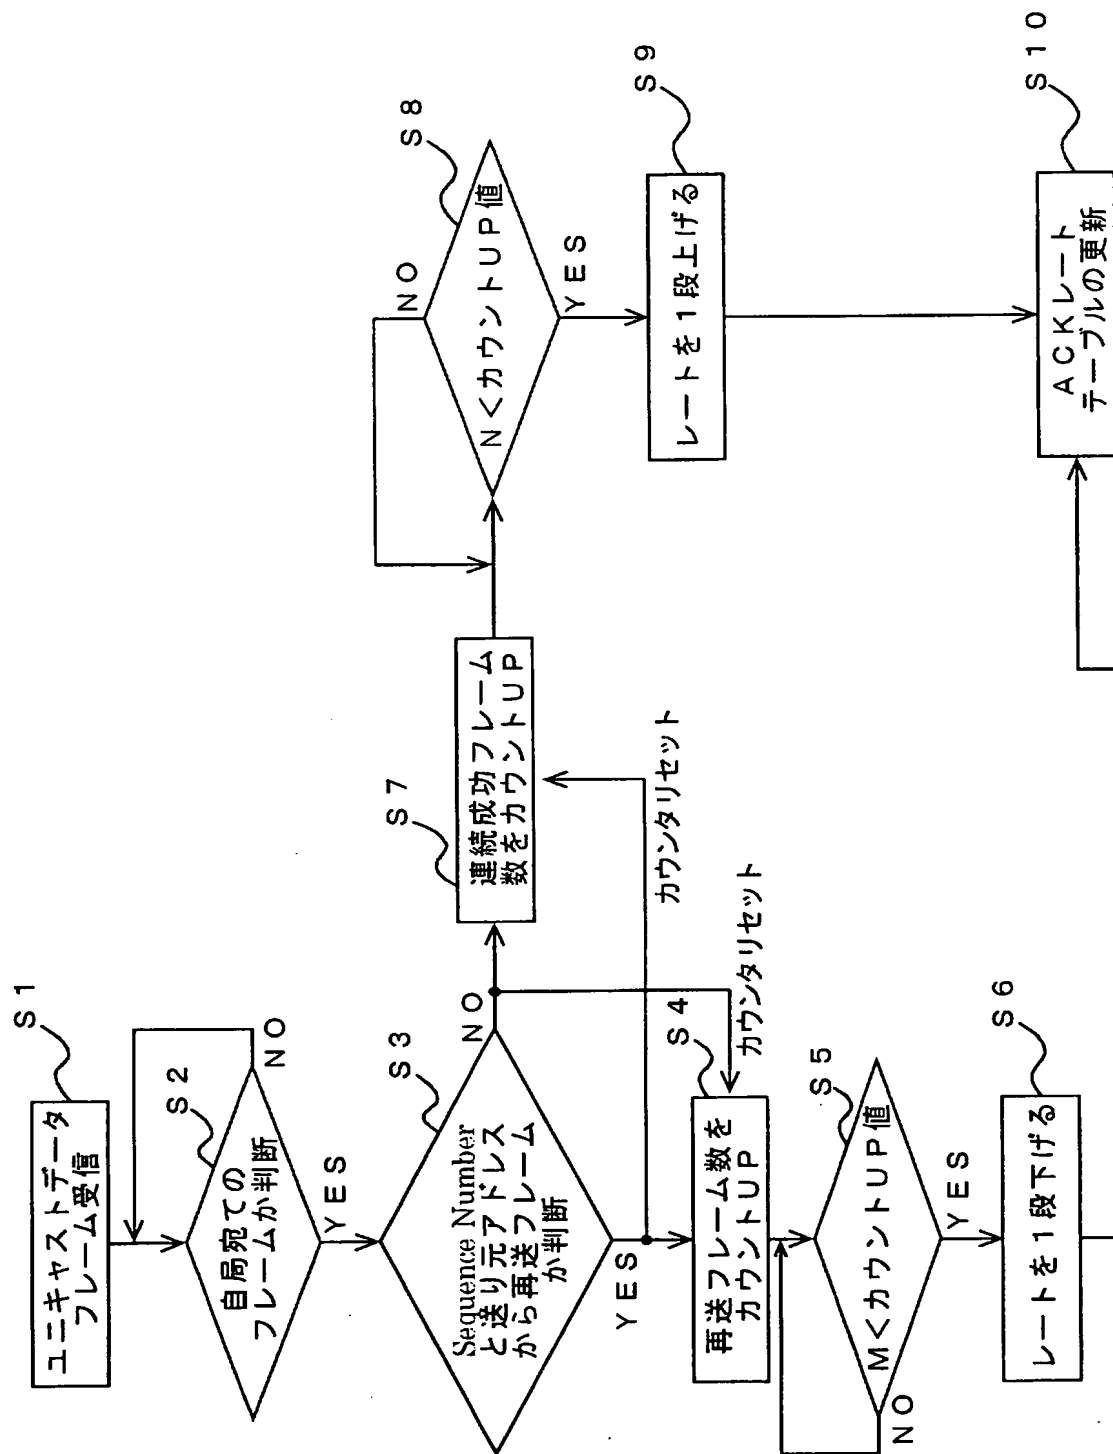 S1
ユニキャストデータ
フレーム受信
S2
自局宛ての
フレームか判断
NO
YES
S3
Sequence Number
と送り元アドレス
から再送フレーム
か判断
NO
YES
カウンタリセット
カウンタリセット
S4
再送フレーム数を
カウントUP
S5
M<カウントUP値
NO
YES
S6
レートを1段下げる
S7
連続成功フレーム
数をカウントUP
S8
N<カウントUP値
NO
YES
S9
レートを1段上げる
S10
ACKレート
テーブルの更新